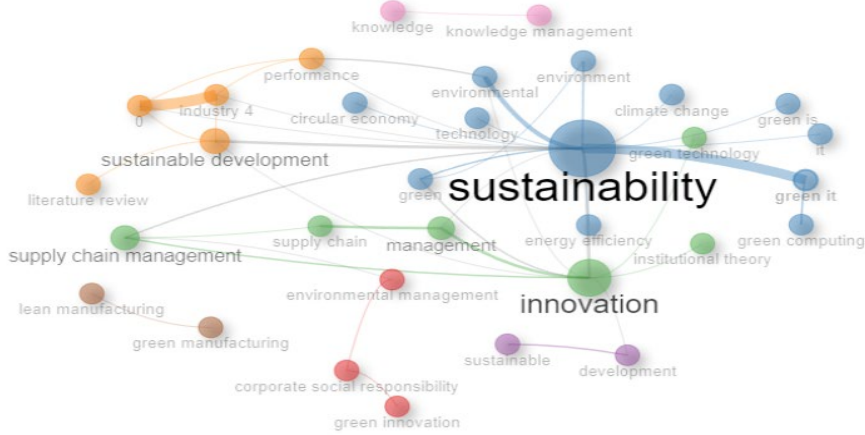 knowledge
knowledge management
performance
environmental
environment
0
industry 4
circular economy
technology
climate change
green is
sustainable development
green technology
it
literature review
green
sustainability
green it
supply chain management
supply chain
management
energy efficiency
institutional theory
green computing
lean manufacturing
environmental management
innovation
green manufacturing
sustainable
development
corporate social responsibility
green innovation